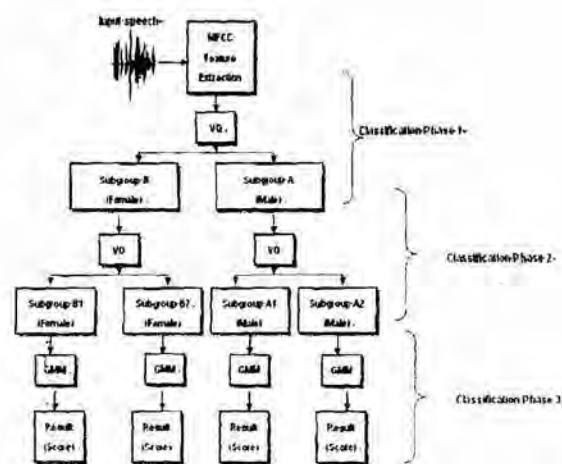 Input speech
MFCC
Feature
Extraction
VQ
Classification Phase 1
Subgroup B
(Female)
Subgroup A
(Male)
VQ
VQ
Classification Phase 2
Subgroup B1
(Female)
Subgroup B2
(Female)
Subgroup A1
(Male)
Subgroup A2
(Male)
GMM
GMM
GMM
GMM
Classification Phase 3
Result
(Score)
Result
(Score)
Result
(Score)
Result
(Score)